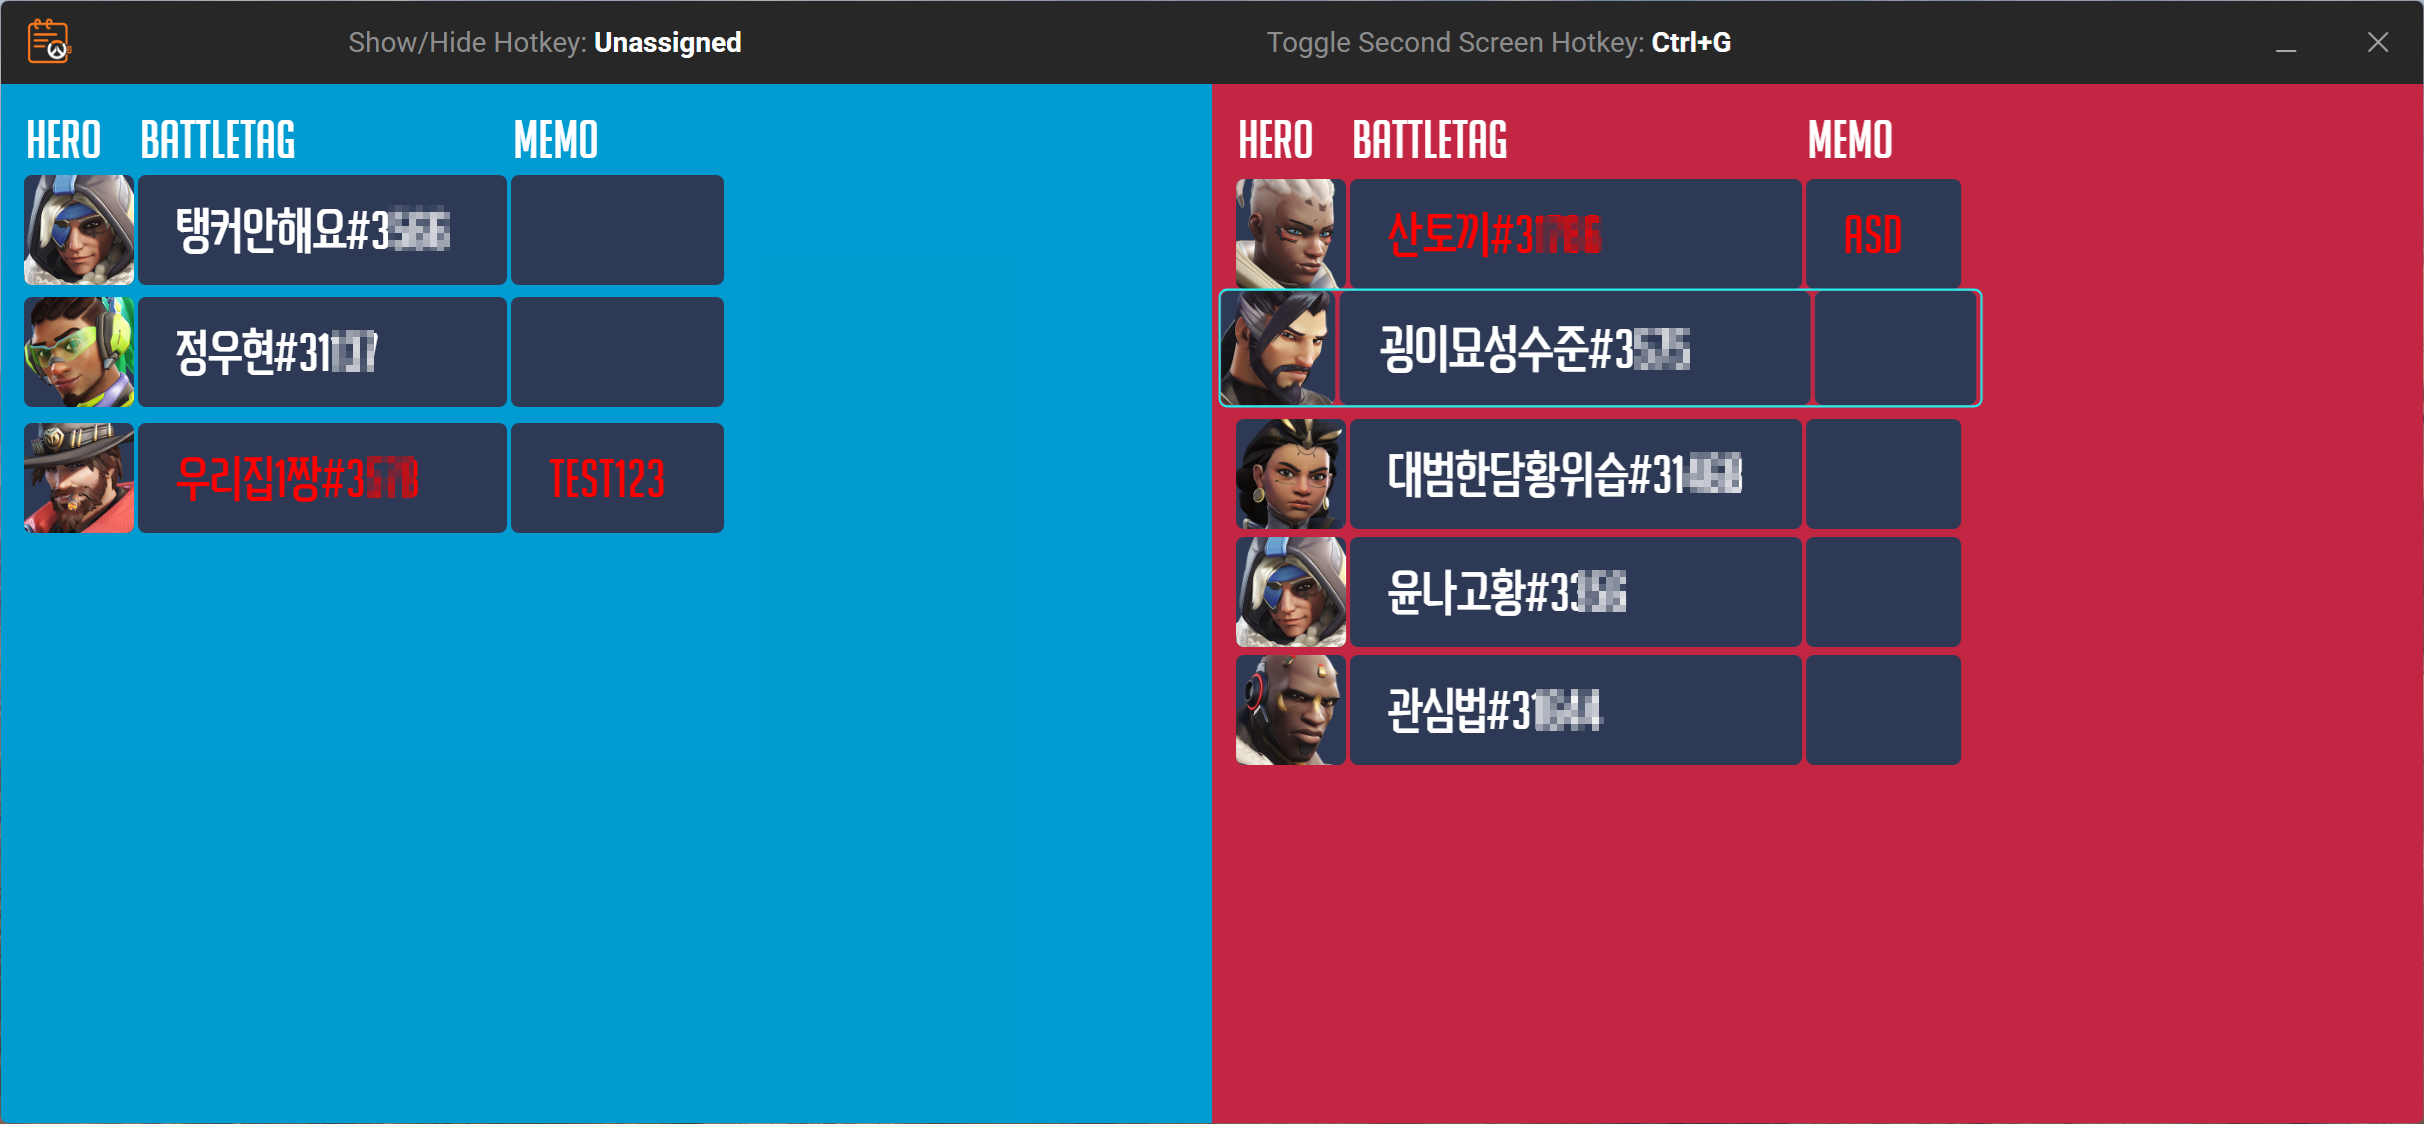 Show/Hide Hotkey: Unassigned
Toggle Second Screen Hotkey: Ctrl+G
HERO BATTLETAG MEMO
탱커안해요#3
정우현#31
우리집1짱#3 TEST123
HERO BATTLETAG MEMO
산토끼#31 ASD
굉이묘성수준#3
대범한담황위습#31
윤나고황#33
관심법#31